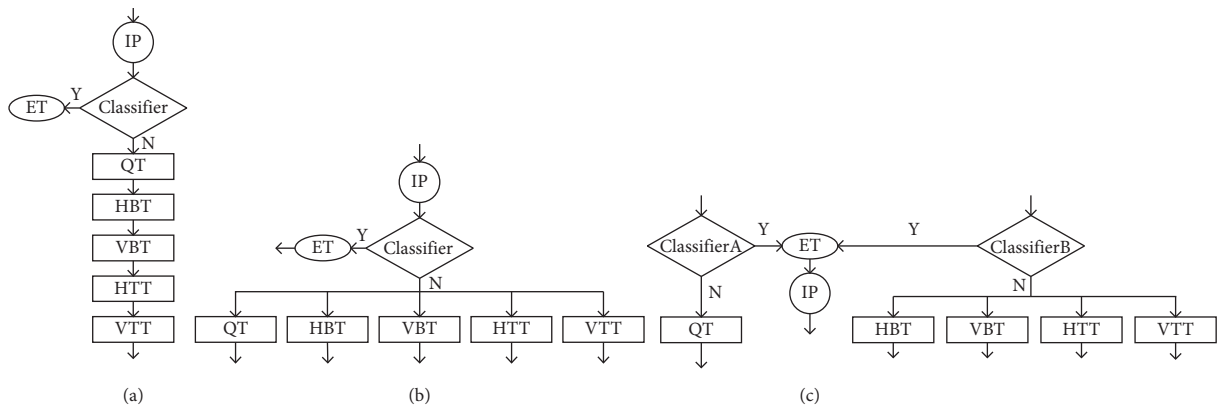 IP
Classifier
Y
ET
N
QT
HBT
VBT
HTT
VTT
(a)
IP
Classifier
Y
ET
N
QT
HBT
VBT
HTT
VTT
(b)
ClassifierA
Y
ET
Y
ClassifierB
N
IP
N
QT
HBT
VBT
HTT
VTT
(c)